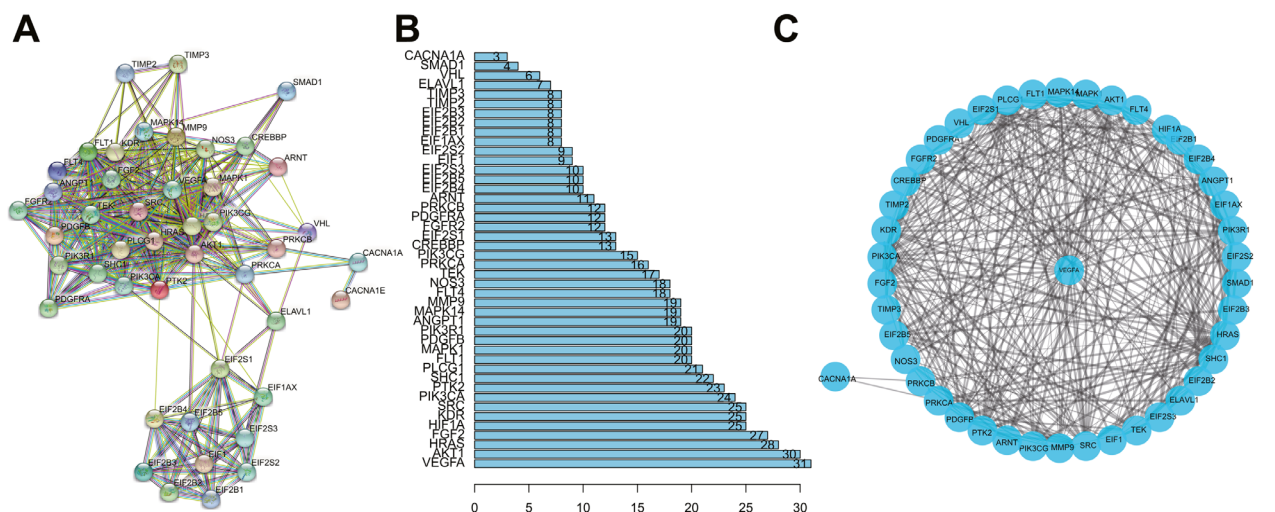 A
TIMP3
TIMP2
SMAD1
MAPK14
MMP9
NOS3
CREBBP
FLT1
KDR
ARNT
FLT4
FGF2
VEGFA
MAPK1
ANGPT1
FGFR2
TEK
SRC
PIK3CG
PDGFB
HRAS
VHL
PLCG1
AKT1
PRKCB
PIK3R1
SHC1
PRKCA
CACNA1A
PIK3CA
PTK2
CACNA1E
PDGFRA
ELAVL1
EIF2S1
EIF1AX
EIF2B4
EIF2B5
EIF2S3
EIF1
EIF2B3
EIF2S2
EIF2B2
EIF2B1
B
CACNA1A 3
SMAD1 4
VHL 6
ELAVL1 7
TIMP3 8
TIMP2 8
EIF2B5 8
EIF2B3 8
EIF2B2 8
EIF2B1 8
EIF1AX 8
EIF2S2 9
EIF1 9
EIF2S3 10
EIF2B4 10
ARNT 11
PRKCB 12
PDGFRA 12
FGFR2 12
EIF2S1 13
CREBBP 13
PIK3CG 15
PRKCA 16
TEK 17
NOS3 18
FLT4 18
MMP9 19
MAPK14 19
ANGPT1 19
PIK3R1 20
PDGFB 20
MAPK1 20
FLT1 20
PLCG1 21
SHC1 22
PTK2 23
PIK3CA 24
SRC 25
KDR 25
HIF1A 25
FGF2 27
HRAS 28
AKT1 30
VEGFA 31
0 5 10 15 20 25 30
C
FLT1
MAPK14
MAPK1
AKT1
PLCG
FLT4
EIF2S1
HIF1A
VHL
EIF2B1
PDGFRA
EIF2B4
FGFR2
ANGPT1
CREBBP
EIF1AX
TIMP2
PIK3R1
KDR
EIF2S2
PIK3CA
VEGFA
SMAD1
FGF2
EIF2B3
TIMP3
HRAS
EIF2B5
SHC1
NOS3
EIF2B2
CACNA1A
PRKCB
ELAVL1
PRKCA
EIF2S3
PDGFB
TEK
PTK2
EIF1
ARNT
SRC
PIK3CG
MMP9